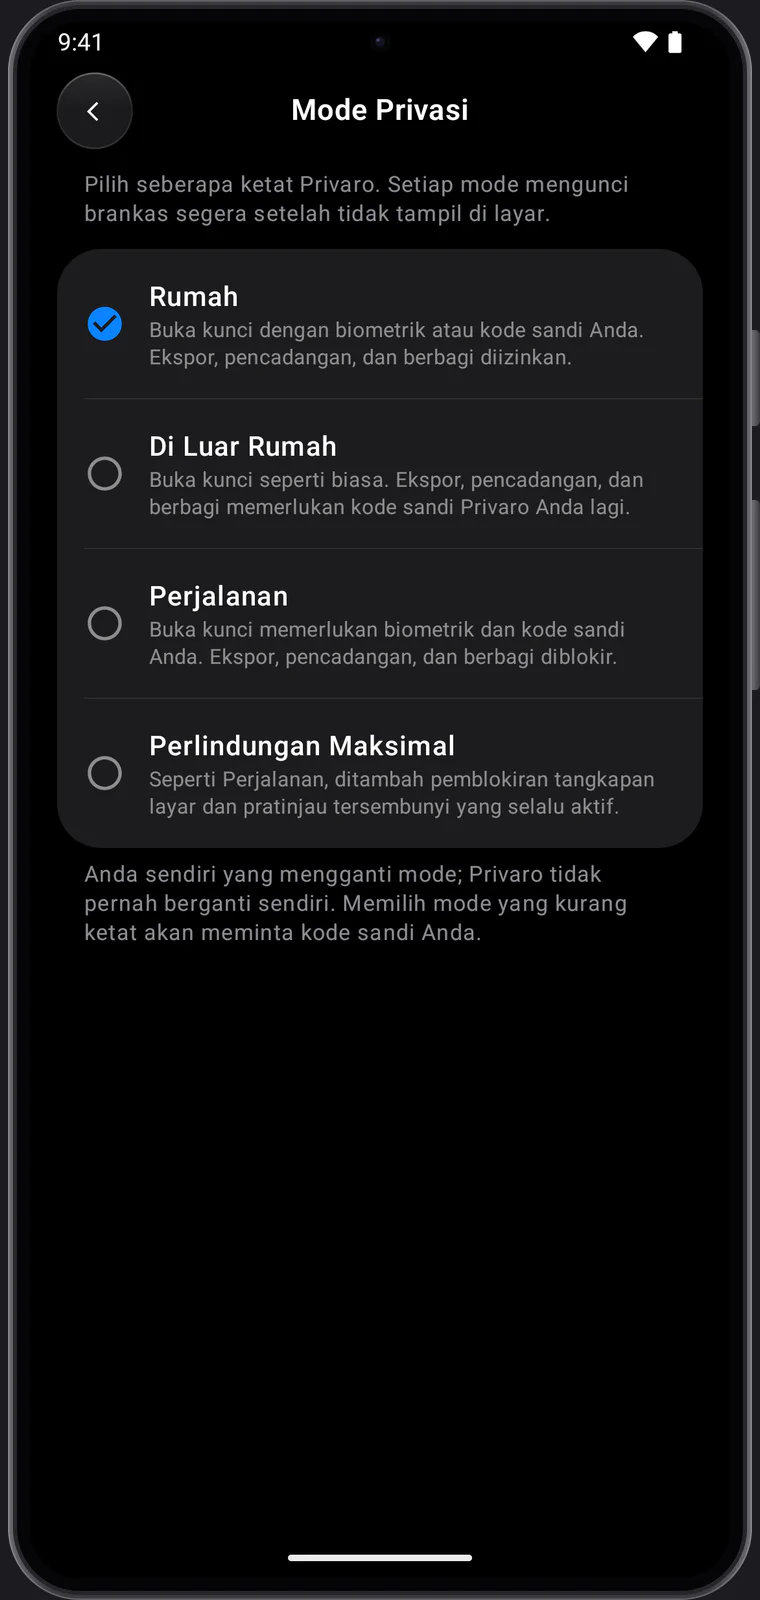 9:41
Mode Privasi
Pilih seberapa ketat Privaro. Setiap mode mengunci
brankas segera setelah tidak tampil di layar.
Rumah
Buka kunci dengan biometrik atau kode sandi Anda.
Ekspor, pencadangan, dan berbagi diizinkan.
Di Luar Rumah
Buka kunci seperti biasa. Ekspor, pencadangan, dan
berbagi memerlukan kode sandi Privaro Anda lagi.
Perjalanan
Buka kunci memerlukan biometrik dan kode sandi
Anda. Ekspor, pencadangan, dan berbagi diblokir.
Perlindungan Maksimal
Seperti Perjalanan, ditambah pemblokiran tangkapan
layar dan pratinjau tersembunyi yang selalu aktif.
Anda sendiri yang mengganti mode; Privaro tidak
pernah berganti sendiri. Memilih mode yang kurang
ketat akan meminta kode sandi Anda.